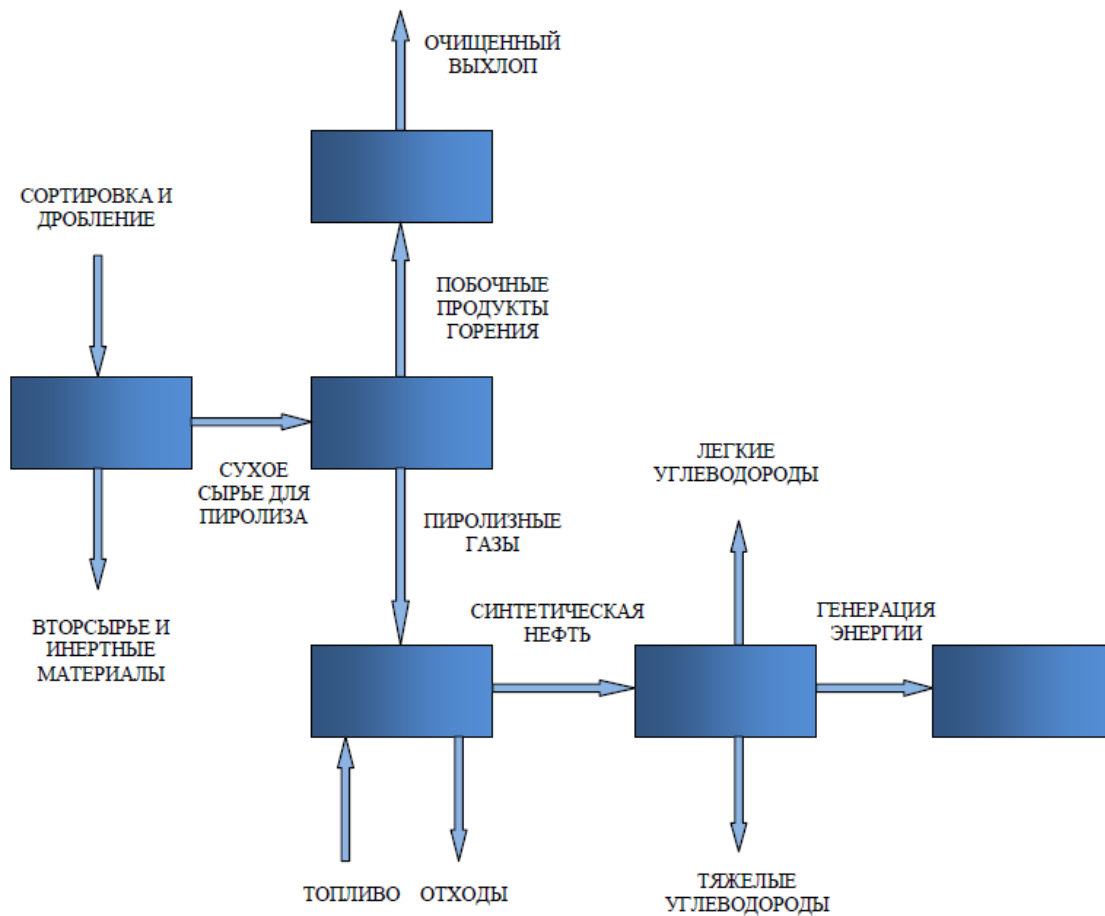 ОЧИЩЕННЫЙ
ВЫХЛОП
СОРТИРОВКА И
ДРОБЛЕНИЕ
ПОБОЧНЫЕ
ПРОДУКТЫ
ГОРЕНИЯ
СУХОЕ
СЫРЬЕ ДЛЯ
ПИРОЛИЗА
ЛЕГКИЕ
УГЛЕВОДОРОДЫ
ПИРОЛИЗНЫЕ
ГАЗЫ
ВТОРСЫРЬЕ И
ИНЕРТНЫЕ
МАТЕРИАЛЫ
СИНТЕТИЧЕСКАЯ
НЕФТЬ
ГЕНЕРАЦИЯ
ЭНЕРГИИ
ТОПЛИВО
ОТХОДЫ
ТЯЖЕЛЫЕ
УГЛЕВОДОРОДЫ